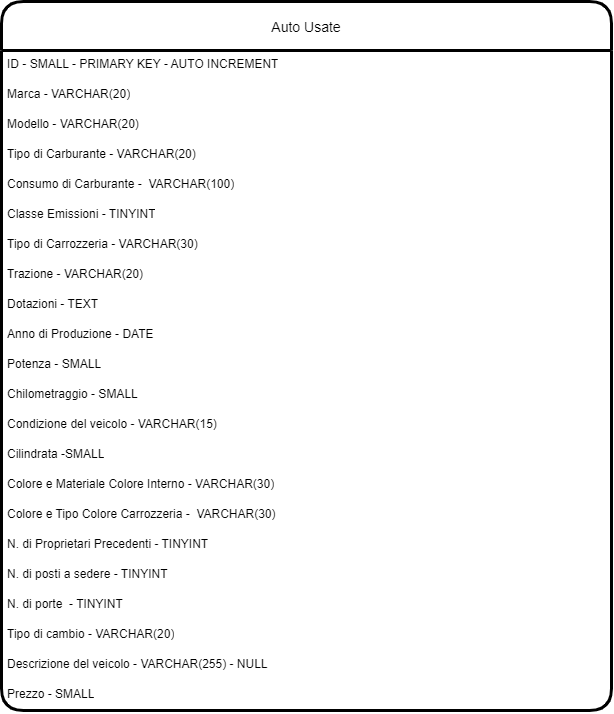 Auto Usate
ID - SMALL - PRIMARY KEY - AUTO INCREMENT
Marca - VARCHAR(20)
Modello - VARCHAR(20)
Tipo di Carburante - VARCHAR(20)
Consumo di Carburante -  VARCHAR(100)
Classe Emissioni - TINYINT
Tipo di Carrozzeria - VARCHAR(30)
Trazione - VARCHAR(20)
Dotazioni - TEXT
Anno di Produzione - DATE
Potenza - SMALL
Chilometraggio - SMALL
Condizione del veicolo - VARCHAR(15)
Cilindrata -SMALL
Colore e Materiale Colore Interno - VARCHAR(30)
Colore e Tipo Colore Carrozzeria -  VARCHAR(30)
N. di Proprietari Precedenti - TINYINT
N. di posti a sedere - TINYINT
N. di porte  - TINYINT
Tipo di cambio - VARCHAR(20)
Descrizione del veicolo - VARCHAR(255) - NULL
Prezzo - SMALL